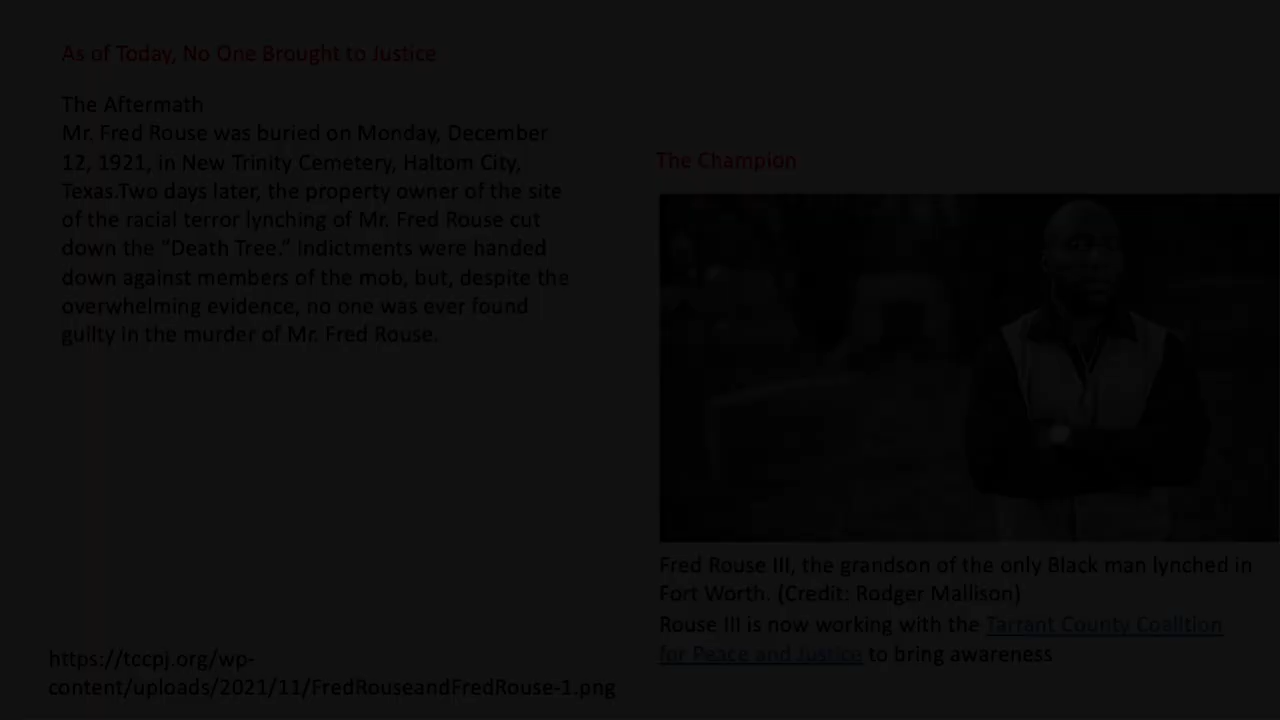 As of Today, No One Brought to Justice
The Aftermath
Mr. Fred Rouse was buried on Monday, December
12, 1921, in New Trinity Cemetery, Haltom City,
Texas.Two days later, the property owner of the site
of the racial terror lynching of Mr. Fred Rouse cut
down the “Death Tree.“ Indictments were handed
down against members of the mob, but, despite the
overwhelming evidence, no one was ever found
guilty in the murder of Mr. Fred Rouse.
https://tccpj.org/wp-
content/uploads/2021/11/FredRouseandFredRouse-1.png
The Champion
Fred Rouse III, the grandson of the only Black man lynched in
Fort Worth. (Credit: Rodger Mallison)
Rouse III is now working with the Tarrant County Coalition
for Peace and Justice to bring awareness